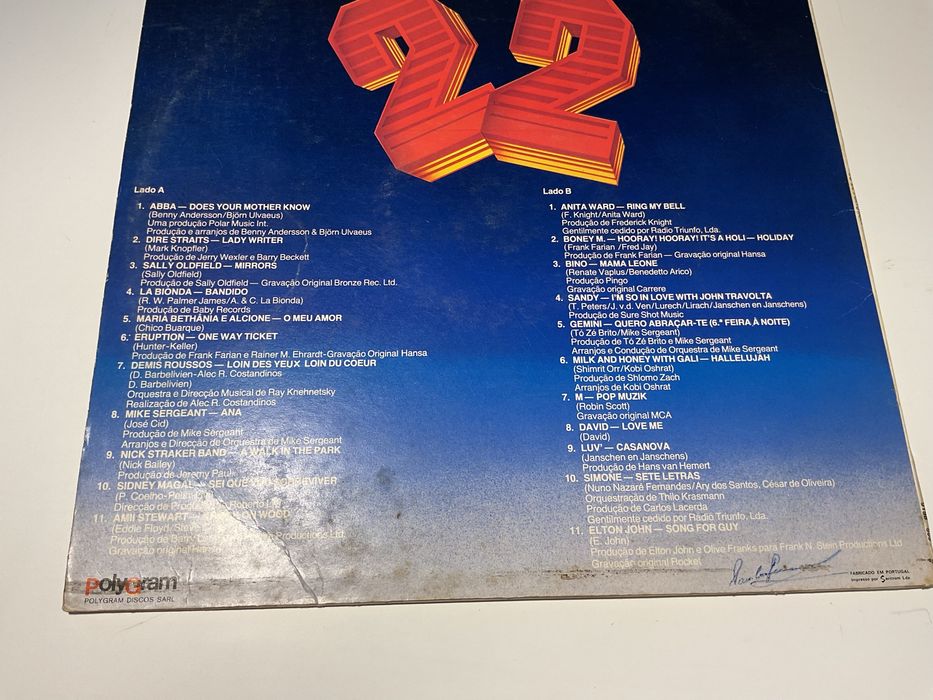 22
Lado A
1. ABBA — DOES YOUR MOTHER KNOW
(Benny Andersson/Björn Ulvaeus)
Uma produção Polar Music Int.
Produção e arranjos de Benny Andersson & Björn Ulvaeus
2. DIRE STRAITS — LADY WRITER
(Mark Knopfler)
Produção de Jerry Wexler e Barry Beckett
3. SALLY OLDFIELD — MIRRORS
(Sally Oldfield)
Produção de Sally Oldfield — Gravação Original Bronze Rec. Ltd.
4. LA BIONDA — BANDIDO
(R. W. Palmer James/A. & C. La Bionda)
Produção de Baby Records
5. MARIA BETHÂNIA E ALCIONE — O MEU AMOR
(Chico Buarque)
6. ERUPTION — ONE WAY TICKET
(Hunter-Keller)
Produção de Frank Farian e Rainer M. Ehrardt-Gravação Original Hansa
7. DEMIS ROUSSOS — LOIN DES YEUX LOIN DU COEUR
(D. Barbelivien-Alec R. Costandinos
D. Barbelivien)
Orquestra e Direcção Musical de Ray Knehnetsky
Realização de Alec R. Costandinos
8. MIKE SERGEANT — ANA
(José Cid)
Produção de Mike Sergeant
Arranjos e Direcção de Orquestra de Mike Sergeant
9. NICK STRAKER BAND — A WALK IN THE PARK
(Nick Bailey)
Produção de Jeremy Paul
10. SIDNEY MAGAL — SEI QUE VOU SOBREVIVER
(P. Coelho-
Direcção de Roberto
11. AMII STEWART — WOOD
(Eddie Floyd,
Produção de Productions Ltd.
Gravação original
PolyGram
POLYGRAM DISCOS SARL
Lado B
1. ANITA WARD — RING MY BELL
(F. Knight/Anita Ward)
Produção de Frederick Knight
Gentilmente cedido por Radio Triunfo, Lda.
2. BONEY M. — HOORAY! HOORAY! IT'S A HOLI — HOLIDAY
(Frank Farian /Fred Jay)
Produção de Frank Farian — Gravação original Hansa
3. BINO — MAMA LEONE
(Renate Vaplus/Benedetto Arico)
Produção Pingo
Gravação original Carrere
4. SANDY — I'M SO IN LOVE WITH JOHN TRAVOLTA
(T. Peters/J. v.d. Ven/Lurech/Lirach/Janschen en Janschens)
Produção de Sure Shot Music
5. GEMINI — QUERO ABRAÇAR-TE (6.ª FEIRA À NOITE)
(Tó Zé Brito/Mike Sergeant)
Produção de Tó Zé Brito e Mike Sergeant
Arranjos e Condução de Orquestra de Mike Sergeant
6. MILK AND HONEY WITH GALI — HALLELUJAH
(Shimrit Orr/Kobi Oshrat)
Produção de Shlomo Zach
Arranjos de Kobi Oshrat
7. M — POP MUZIK
(Robin Scott)
Gravação original MCA
8. DAVID — LOVE ME
(David)
9. LUV' — CASANOVA
(Janschen en Janschens)
Produção de Hans van Hemert
10. SIMONE — SETE LETRAS
(Nuno Nazaré Fernandes/Ary dos Santos, César de Oliveira)
Orquestração de Thilo Krasmann
Produção de Carlos Lacerda
Gentilmente cedido por Rádio Triunfo, Lda.
11. ELTON JOHN — SONG FOR GUY
(E. John)
Produção de Elton John e Clive Franks para Frank N. Stein Productions Ltd
Gravação original Rocket
FABRICADO EM PORTUGAL
Impresso por